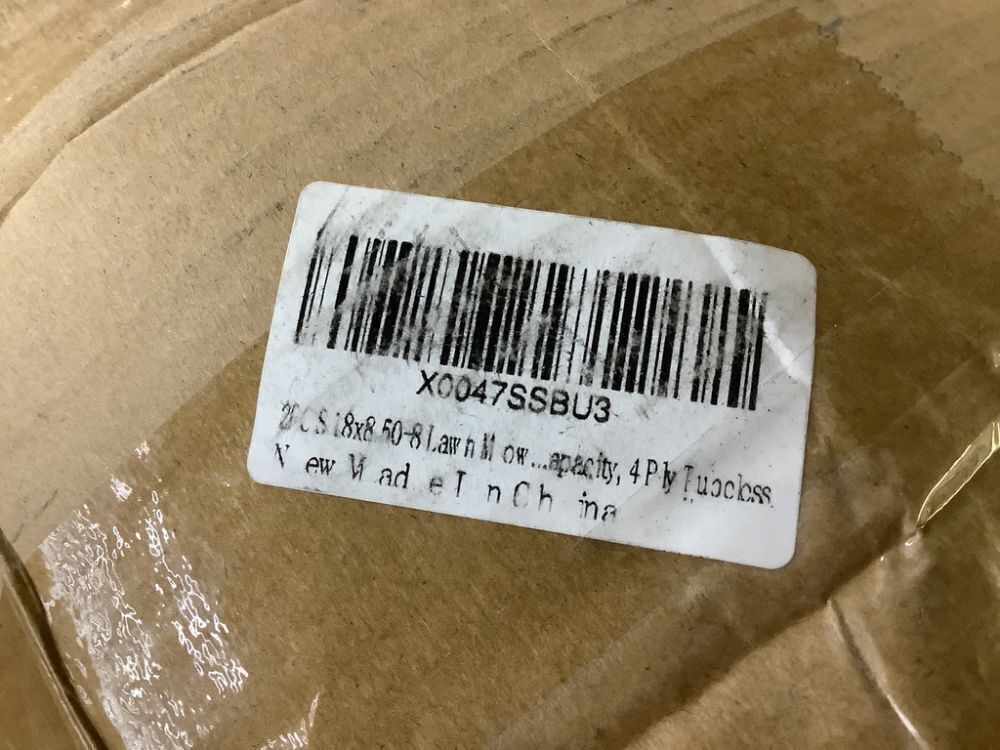 X0047SSBU3
2PCS 18x8.50-8 Lawn Mow...apacity, 4 Ply Tubeless
New Made In China